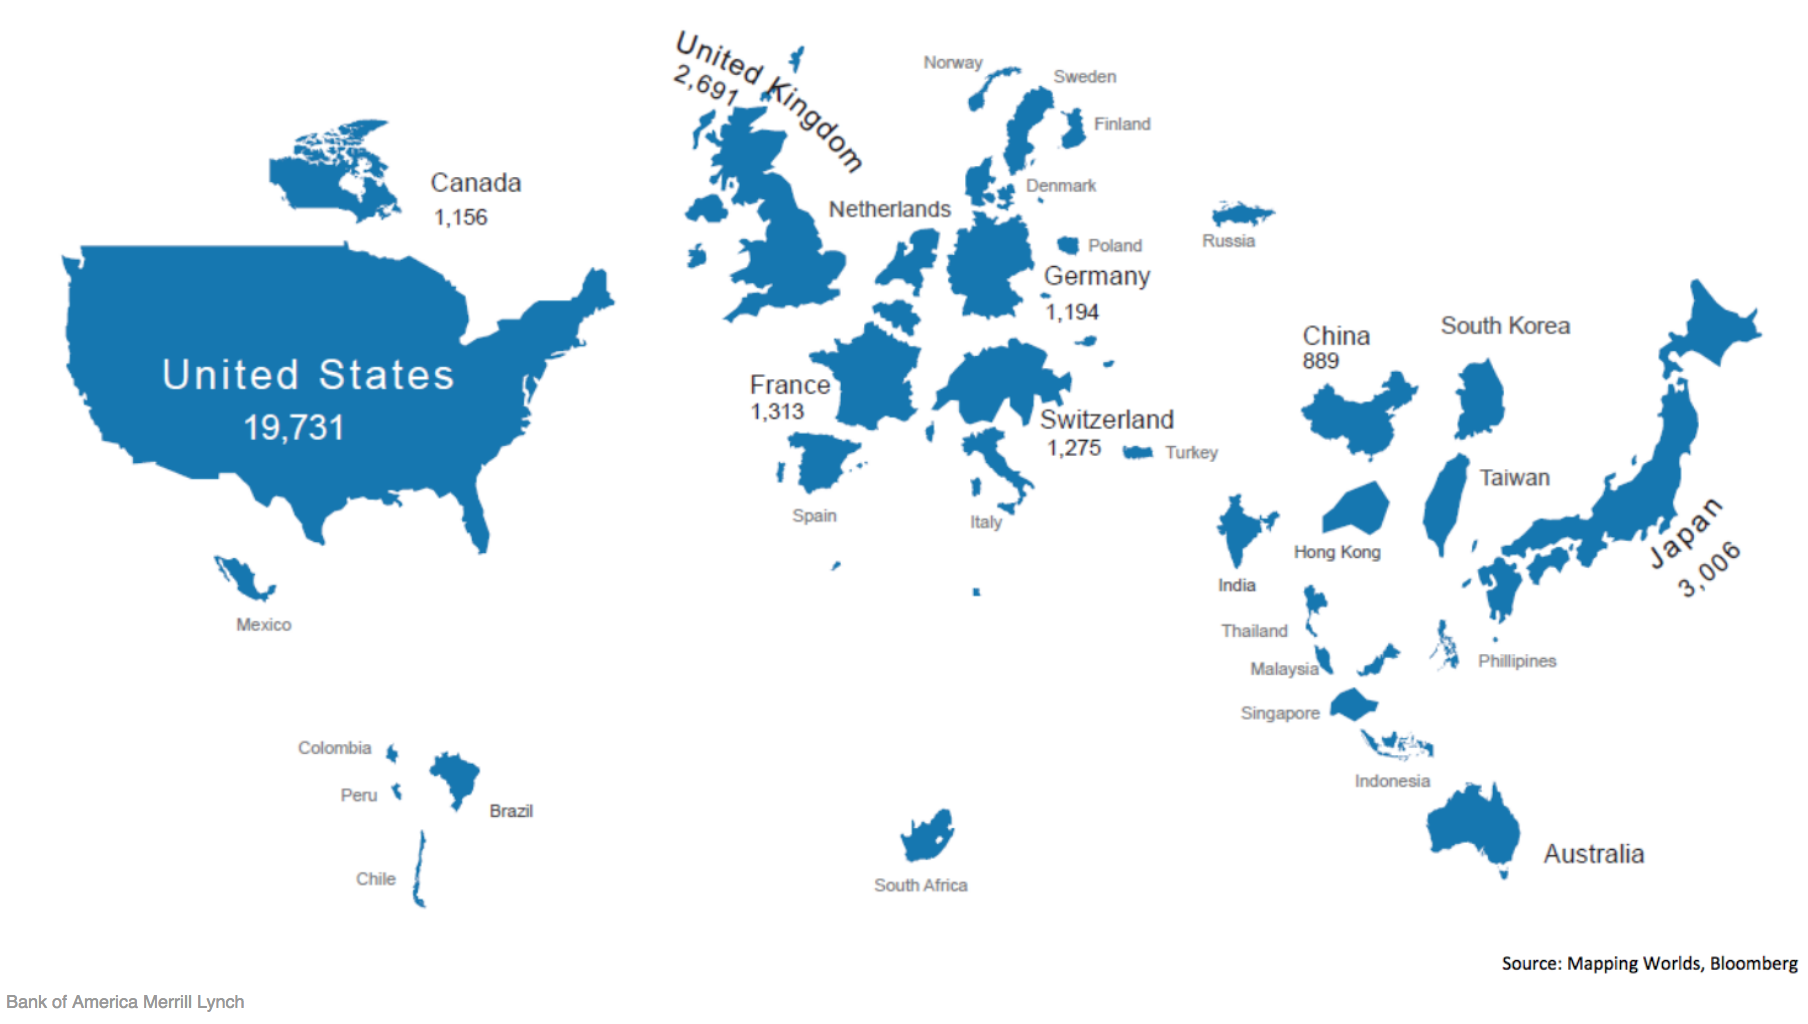 United Kingdom
2,691
Norway
Sweden
Finland
Canada
1,156
Denmark
Netherlands
Russia
Poland
Germany
1,194
United States
19,731
France
1,313
Switzerland
1,275
Turkey
China
889
South Korea
Taiwan
Japan
3,006
Spain
Italy
Hong Kong
India
Mexico
Thailand
Malaysia
Phillipines
Singapore
Indonesia
Colombia
Peru
Brazil
Chile
South Africa
Australia
Source: Mapping Worlds, Bloomberg
Bank of America Merrill Lynch